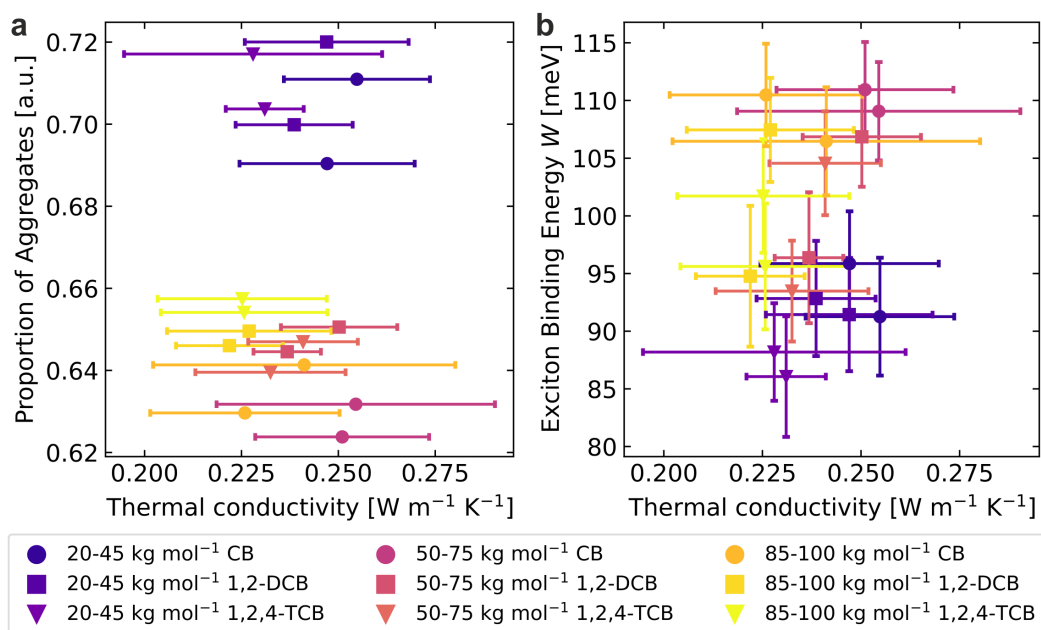 a
0.72
0.70
0.68
0.66
0.64
0.62
Proportion of Aggregates [a.u.]
0.200 0.225 0.250 0.275
Thermal conductivity [W m⁻¹ K⁻¹]
b
115
110
105
100
95
90
85
80
Exciton Binding Energy W [meV]
0.200 0.225 0.250 0.275
Thermal conductivity [W m⁻¹ K⁻¹]
20-45 kg mol⁻¹ CB 50-75 kg mol⁻¹ CB 85-100 kg mol⁻¹ CB
20-45 kg mol⁻¹ 1,2-DCB 50-75 kg mol⁻¹ 1,2-DCB 85-100 kg mol⁻¹ 1,2-DCB
20-45 kg mol⁻¹ 1,2,4-TCB 50-75 kg mol⁻¹ 1,2,4-TCB 85-100 kg mol⁻¹ 1,2,4-TCB